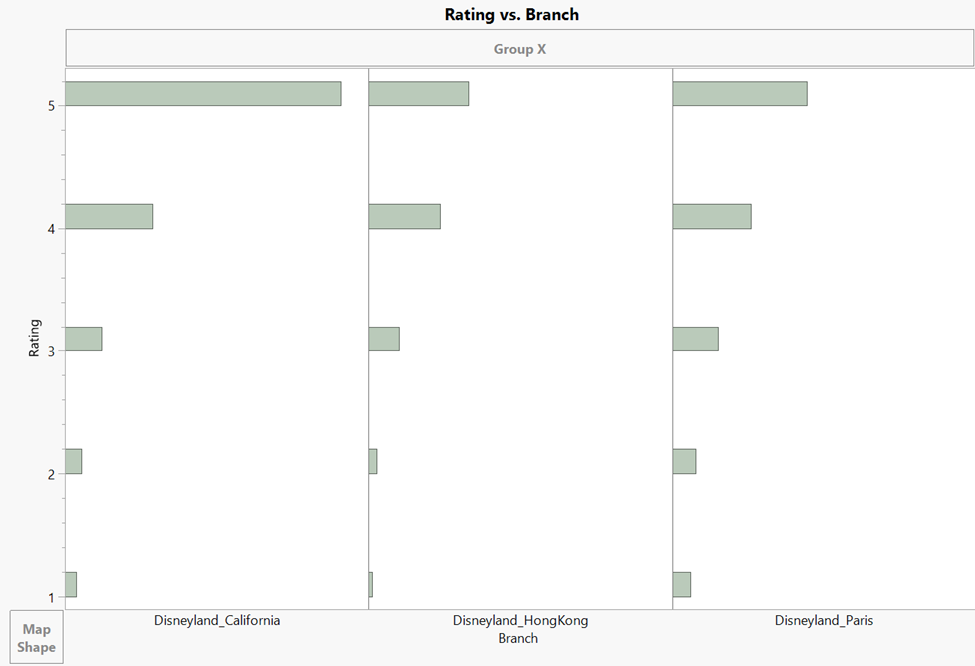 Rating vs. Branch
Group X
5
4
3
2
1
Rating
Disneyland_California
Disneyland_HongKong
Disneyland_Paris
Branch
Map
Shape